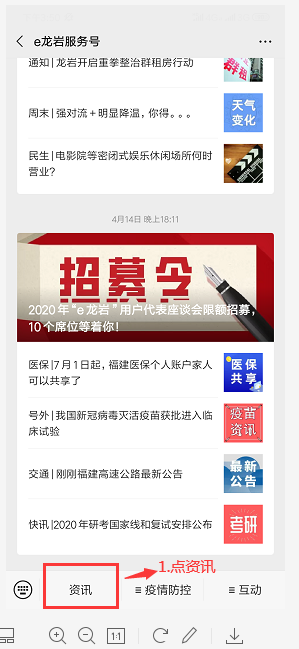 e龙岩服务号
通知|龙岩开启重拳整治群租房行动
群租
周末|强对流+明显降温，你得。。。
天气
变化
民生|电影院等密闭式娱乐休闲场所何时
营业？
4月14日 晚上18:11
招募令
2020年“e龙岩”用户代表座谈会限额招募，
10个席位等着你！
医保|7月1日起，福建医保个人账户家人
可以共享了
医保
共享
号外|我国新冠病毒灭活疫苗获批进入临
床试验
疫苗
资讯
交通|刚刚福建高速公路最新公告
最新
公告
快讯|2020年研考国家线和复试安排公布
考研
1.点资讯
资讯
≡ 疫情防控
≡ 互动
1:1